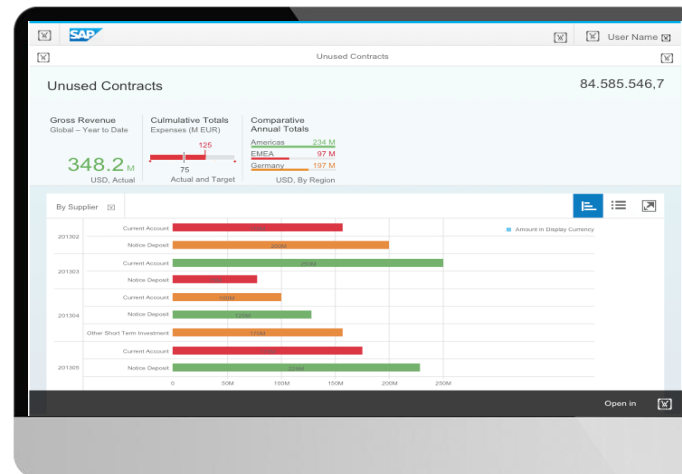 SAP
User Name
Unused Contracts
Unused Contracts
84.585.546,7
Gross Revenue
Global – Year to Date
348.2 M
USD, Actual
Culmulative Totals
Expenses (M EUR)
125
75
Actual and Target
Comparative
Annual Totals
Americas 234 M
EMEA 97 M
Germany 197 M
USD, By Region
By Supplier
Amount in Display Currency
201302
Current Account
Notice Deposit 200M
201303
Current Account 250M
Notice Deposit
201304
Current Account
Notice Deposit
Other Short Term Investment 170M
201305
Current Account
Notice Deposit
0 50M 100M 150M 200M 250M
Open in